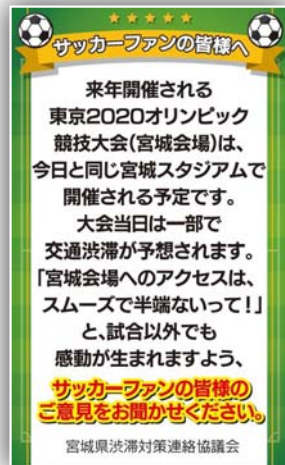 サッカーファンの皆様へ
来年開催される
東京2020オリンピック
競技大会(宮城会場)は、
今日と同じ宮城スタジアムで
開催される予定です。
大会当日は一部で
交通渋滞が予想されます。
「宮城会場へのアクセスは、
スムーズで半端ないって!」
と、試合以外でも
感動が生まれますよう、
サッカーファンの皆様の
ご意見をお聞かせください。
宮城県渋滞対策連絡協議会